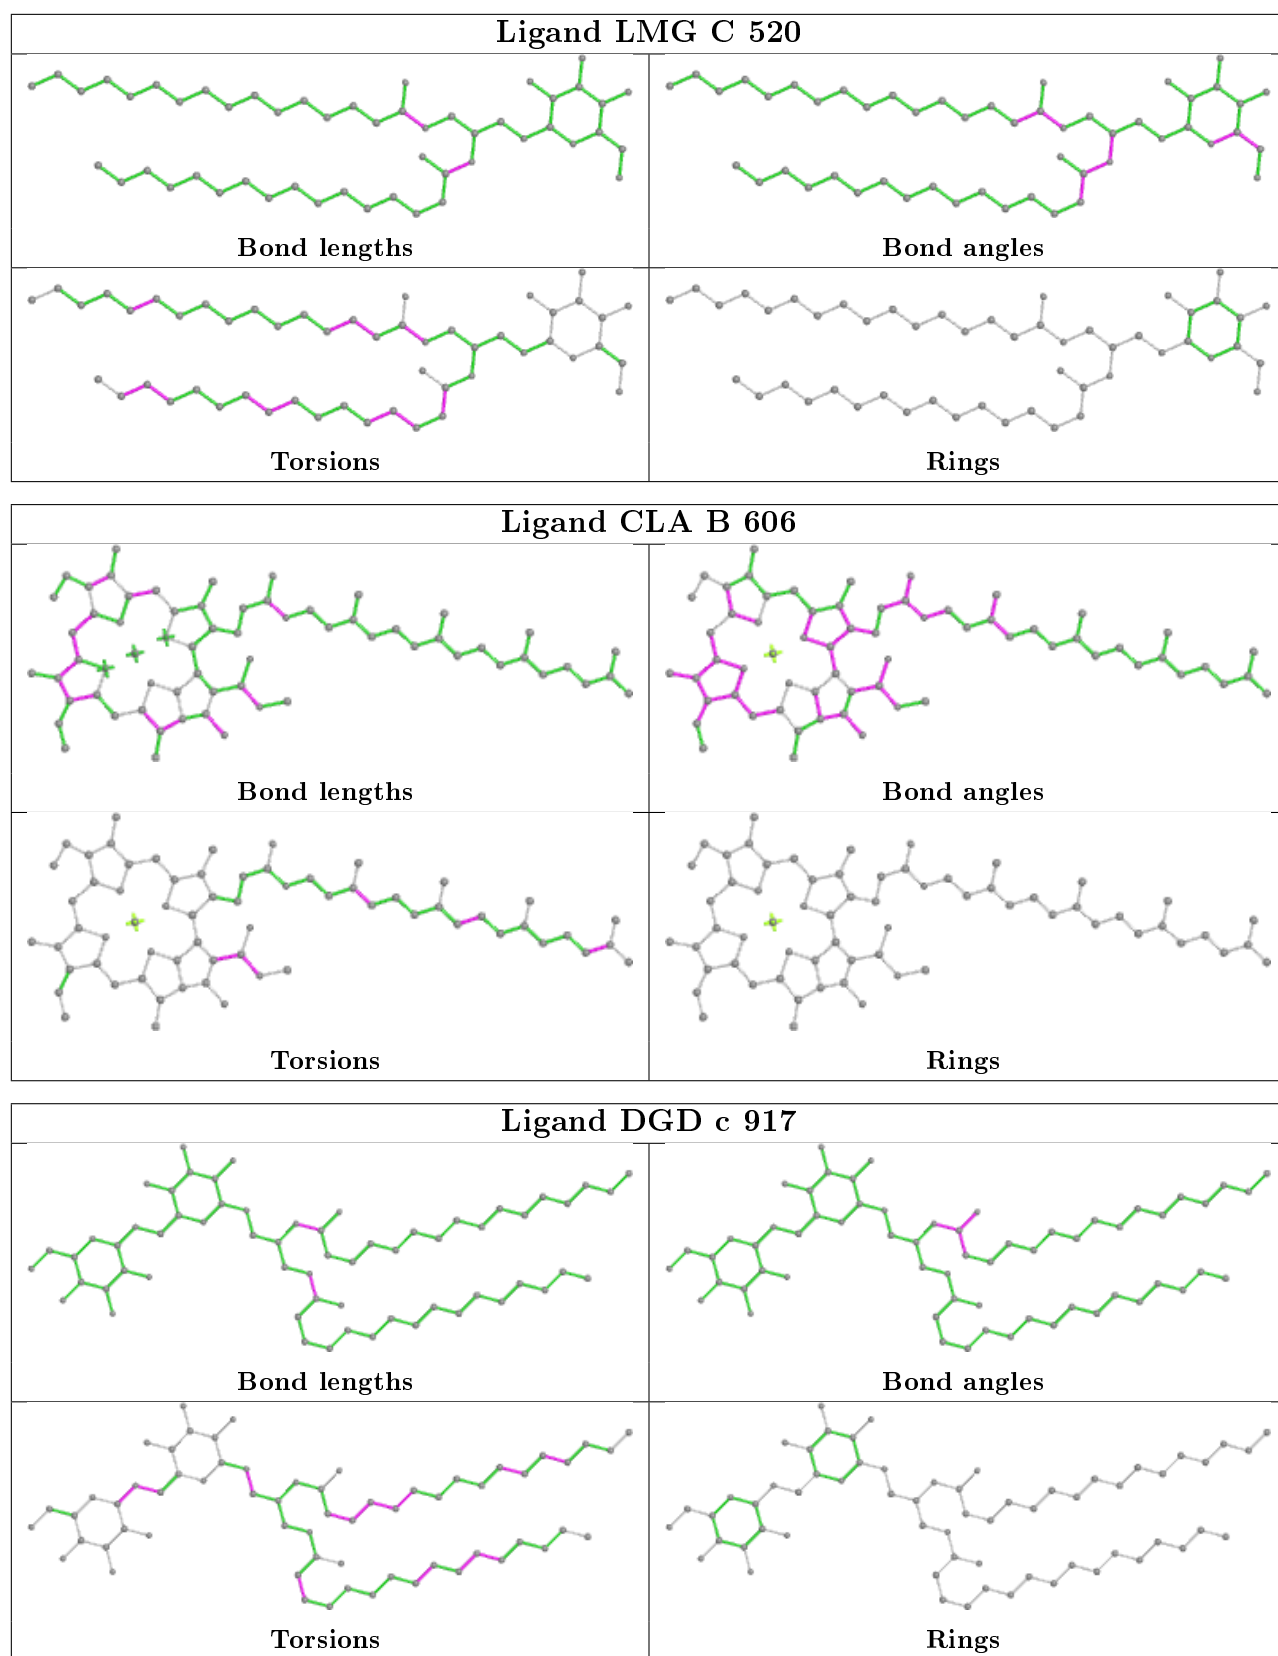 Ligand LMG C 520
Bond lengths
Bond angles
Torsions
Rings
Ligand CLA B 606
Bond lengths
Bond angles
Torsions
Rings
Ligand DGD c 917
Bond lengths
Bond angles
Torsions
Rings